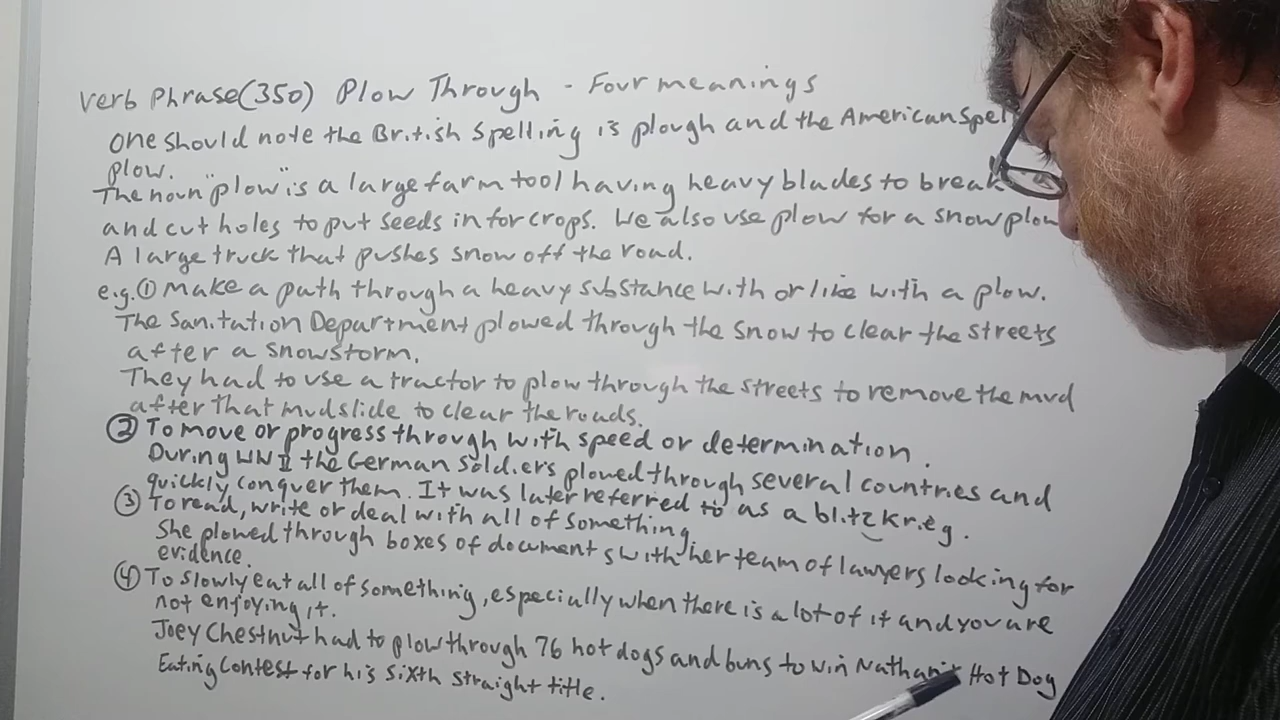 Verb Phrase(350) Plow Through - Four meanings
One should note the British spelling is plough and the American Spel
plow.
The noun "plow" is a large farm tool having heavy blades to break
and cut holes to put seeds in for crops. We also use plow for a snow plow
A large truck that pushes snow off the road.
e.g. ① Make a path through a heavy substance with or like with a plow.
The Sanitation Department plowed through the snow to clear the streets
after a snowstorm.
They had to use a tractor to plow through the streets to remove the mud
after that mudslide to clear the roads.
② To move or progress through with speed or determination.
During WW II the German soldiers plowed through several countries and
quickly conquer them. It was later referred to as a blitzkrieg.
③ To read, write or deal with all of something.
She plowed through boxes of documents with her team of lawyers looking for
evidence.
④ To slowly eat all of something, especially when there is a lot of it and you are
not enjoying it.
Joey Chestnut had to plow through 76 hot dogs and buns to win Nathan's Hot Dog
Eating Contest for his sixth straight title.